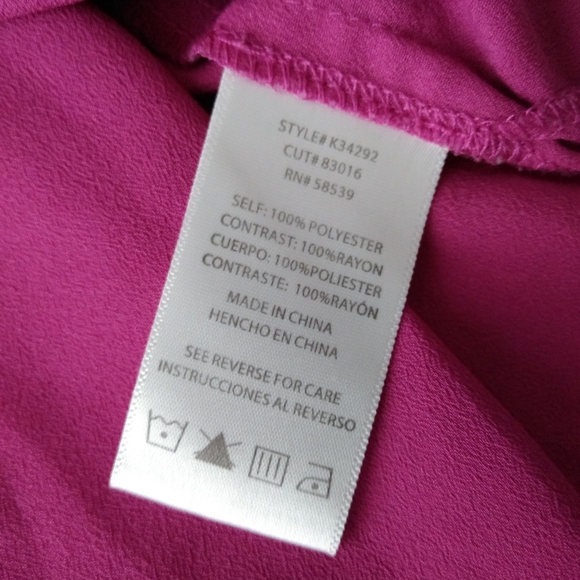 STYLE# K34292
CUT# 83016
RN# 58539
SELF: 100% POLYESTER
CONTRAST: 100%RAYON
CUERPO: 100%POLIESTER
CONTRASTE: 100%RAYÓN
MADE IN CHINA
HENCHO EN CHINA
SEE REVERSE FOR CARE
INSTRUCCIONES AL REVERSO